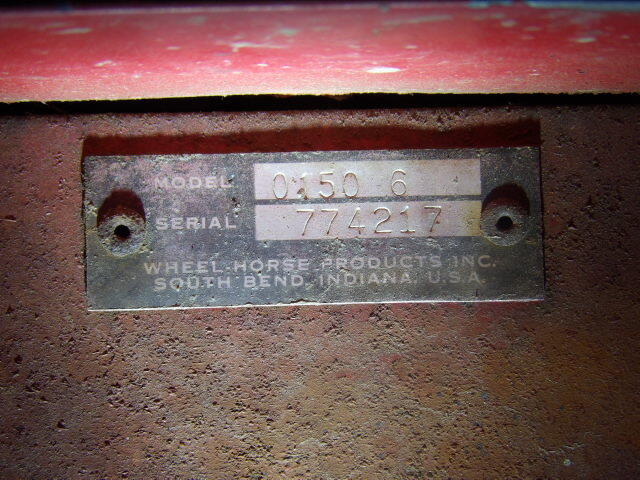 MODEL 0150 6
SERIAL 774217
WHEEL-HORSE PRODUCTS INC.
SOUTH BEND, INDIANA, U.S.A.